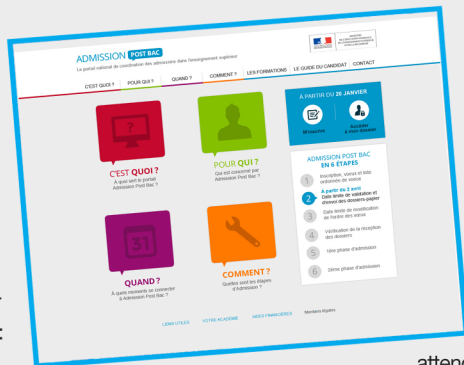 ADMISSION POST BAC
Le portail national de coordination des admissions dans l'enseignement supérieur
C'EST QUOI ? POUR QUI ? QUAND ? COMMENT ? LES FORMATIONS LE GUIDE DU CANDIDAT CONTACT
?
C'EST QUOI ?
À quoi sert le portail
Admission Post Bac ?
POUR QUI ?
Qui est concerné par
Admission Post Bac ?
31
QUAND ?
À quels moments se connecter
à Admission Post Bac ?
COMMENT ?
Quelles sont les étapes
d'Admission ?
À PARTIR DU 20 JANVIER
M'inscrire
Accéder
à mon dossier
ADMISSION POST BAC
EN 6 ÉTAPES
1 Inscription, voeux et liste
ordonnée de voeux
2 À partir du 2 avril
Date limite de validation et
d'envoi des dossiers-papier
3 Date limite de modification
de l'ordre des voeux
4 Vérification de la réception
des dossiers
5 1ère phase d'admission
6 2ème phase d'admission
LIENS UTILES VOTRE ACADÉMIE AIDES FINANCIÈRES Mentions légales